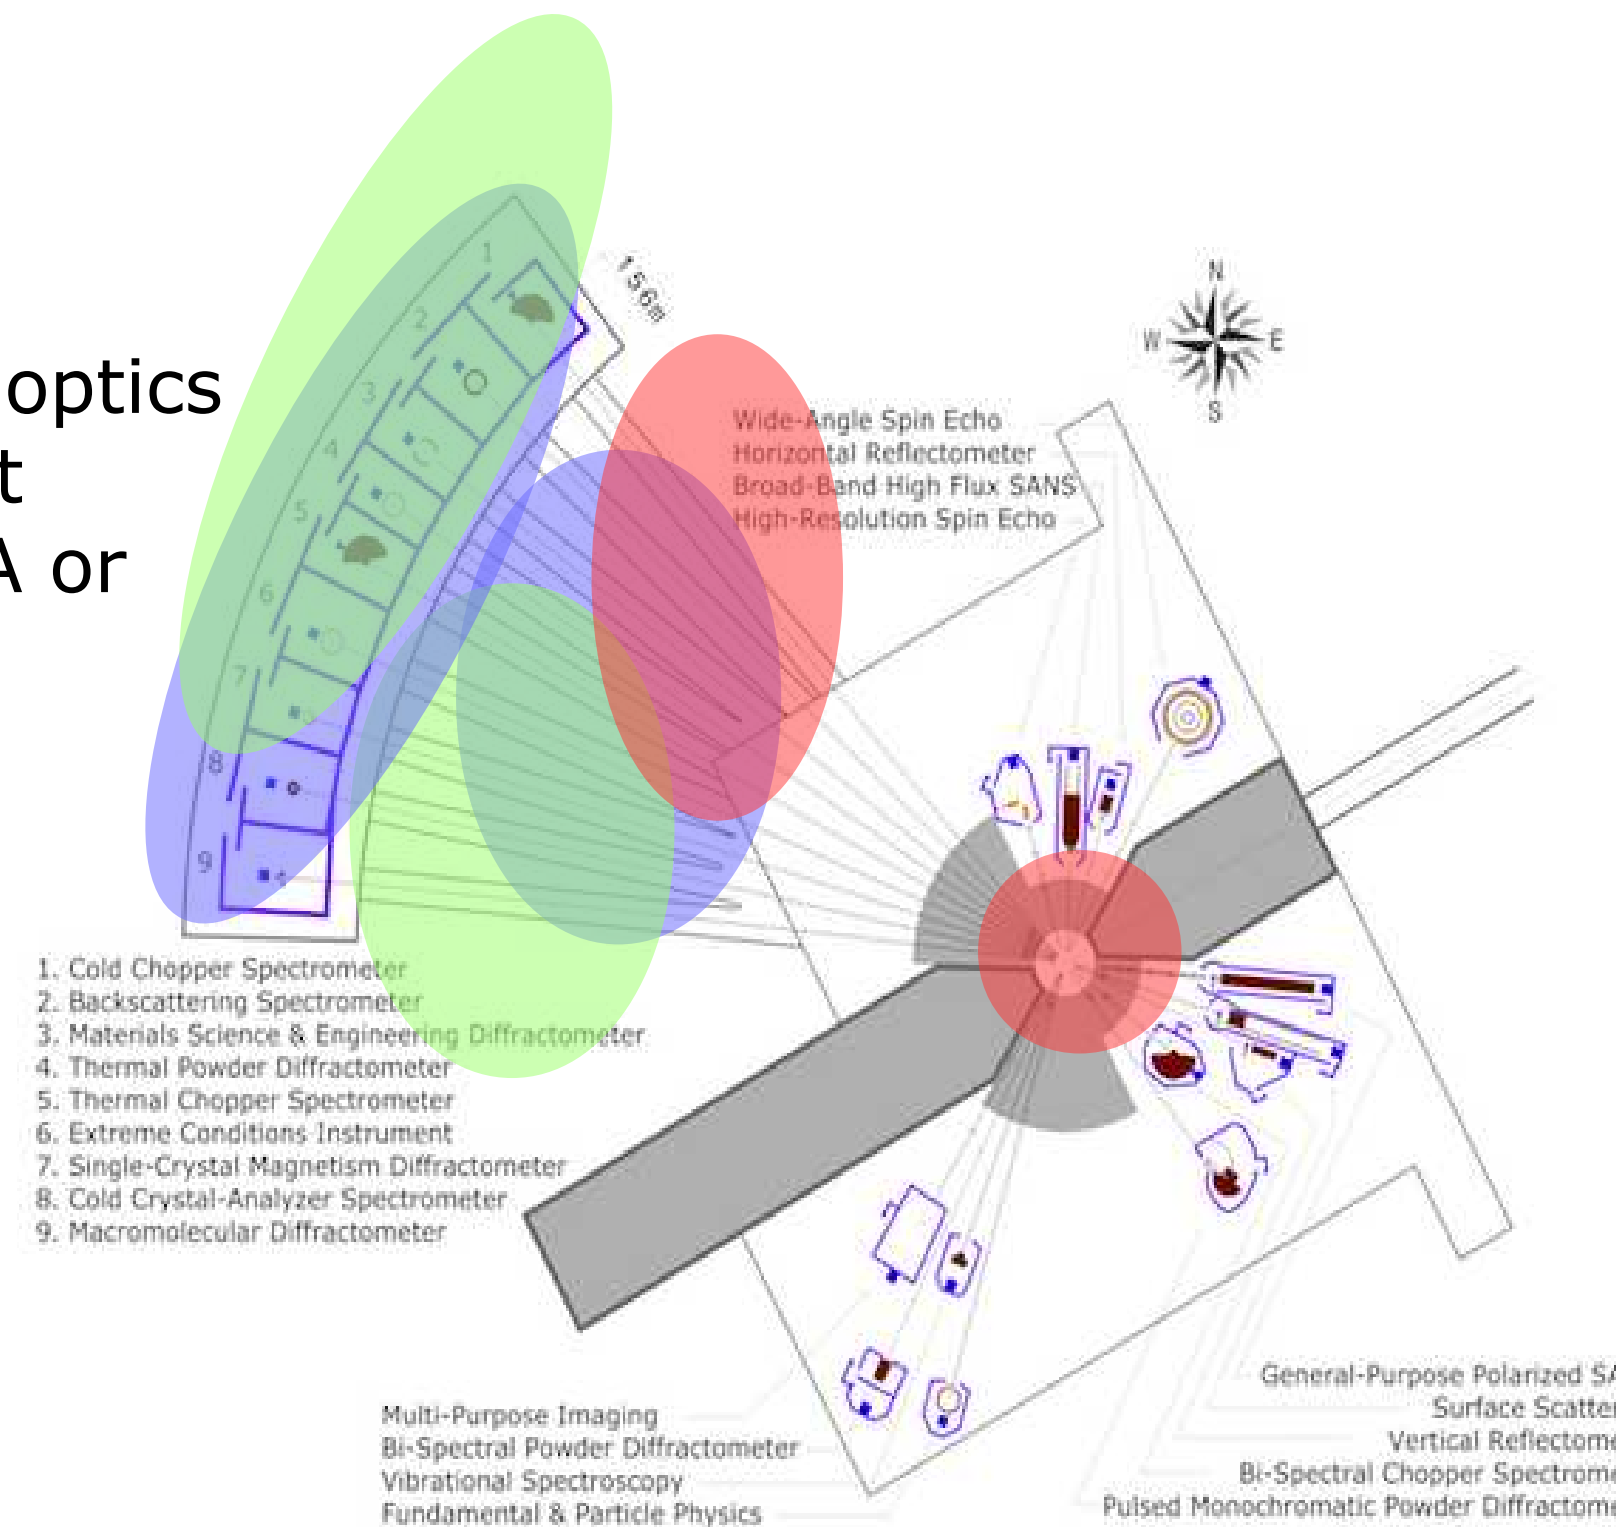 optics
t
A or
156m
N
W E
S
Wide-Angle Spin Echo
Horizontal Reflectometer
Broad-Band High Flux SANS
High-Resolution Spin Echo
1
2
3
4
5
6
7
8
9
1. Cold Chopper Spectrometer
2. Backscattering Spectrometer
3. Materials Science & Engineering Diffractometer
4. Thermal Powder Diffractometer
5. Thermal Chopper Spectrometer
6. Extreme Conditions Instrument
7. Single-Crystal Magnetism Diffractometer
8. Cold Crystal-Analyzer Spectrometer
9. Macromolecular Diffractometer
Multi-Purpose Imaging
Bi-Spectral Powder Diffractometer
Vibrational Spectroscopy
Fundamental & Particle Physics
General-Purpose Polarized SA
Surface Scatter
Vertical Reflectome
Bi-Spectral Chopper Spectrome
Pulsed Monochromatic Powder Diffractome